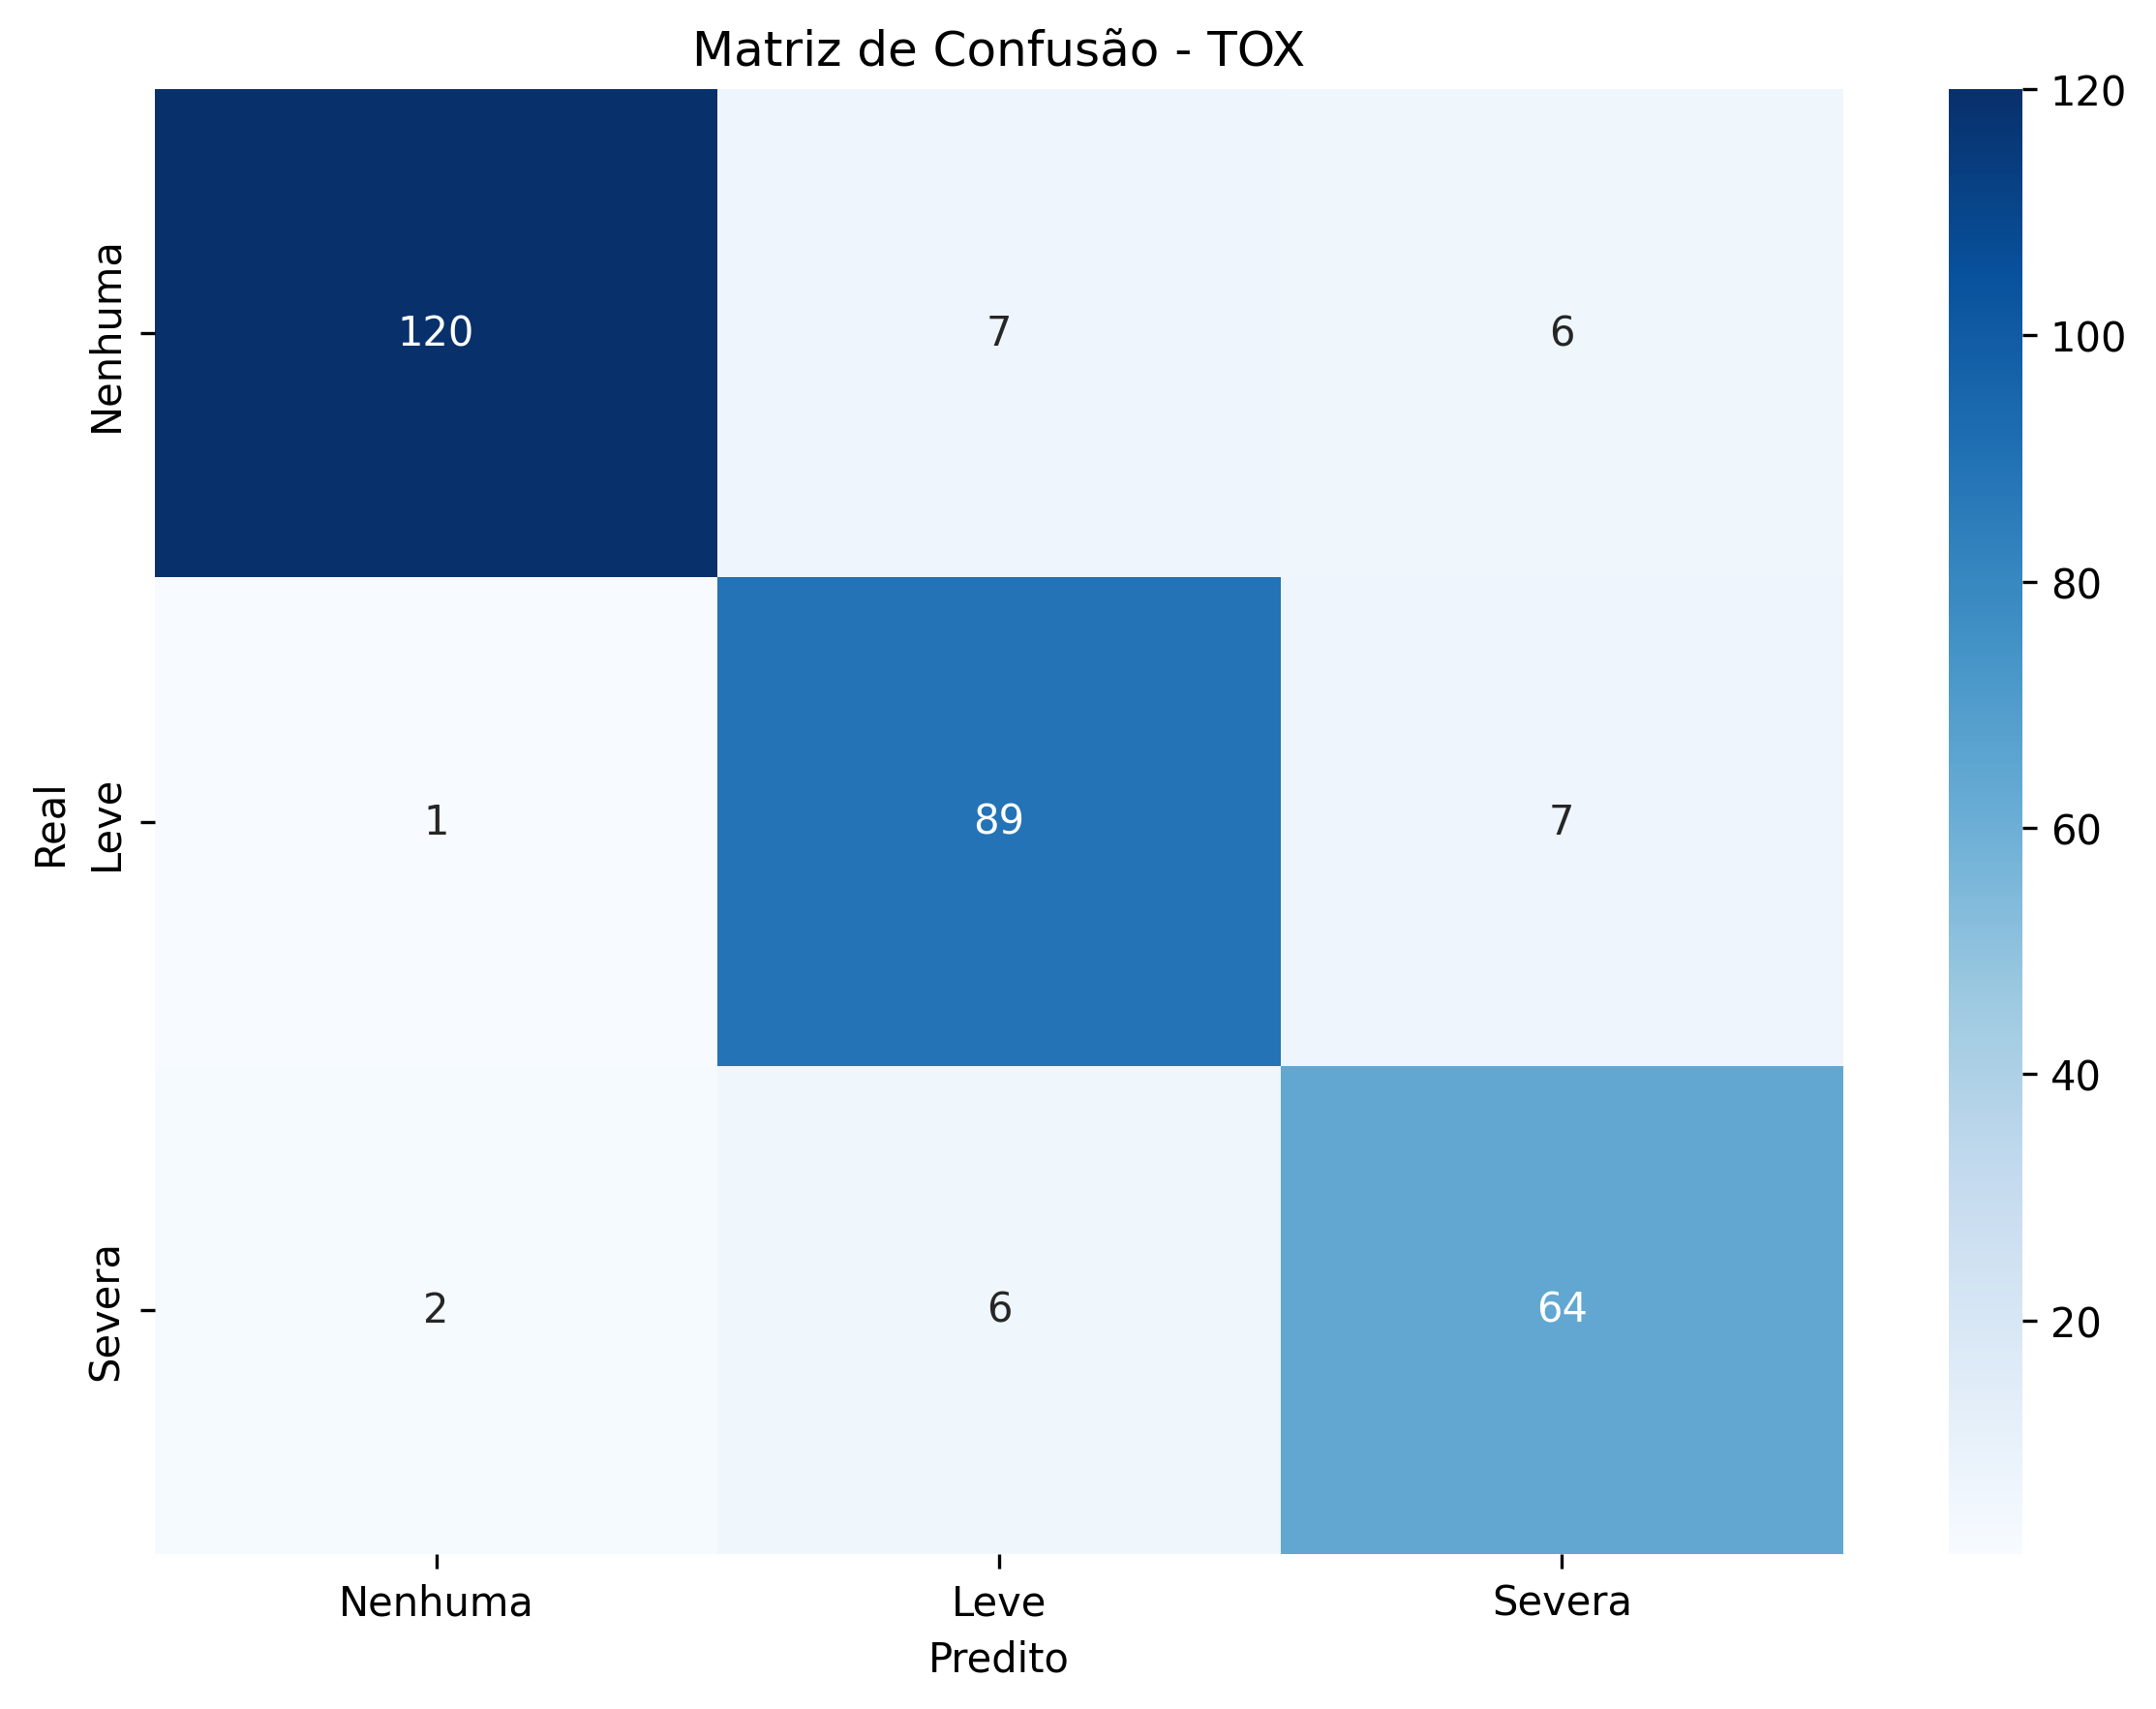 Matriz de Confusão - TOX
Real
Nenhuma
120 7 6
Leve
1 89 7
Severa
2 6 64
Nenhuma Leve Severa
Predito
120
100
80
60
40
20